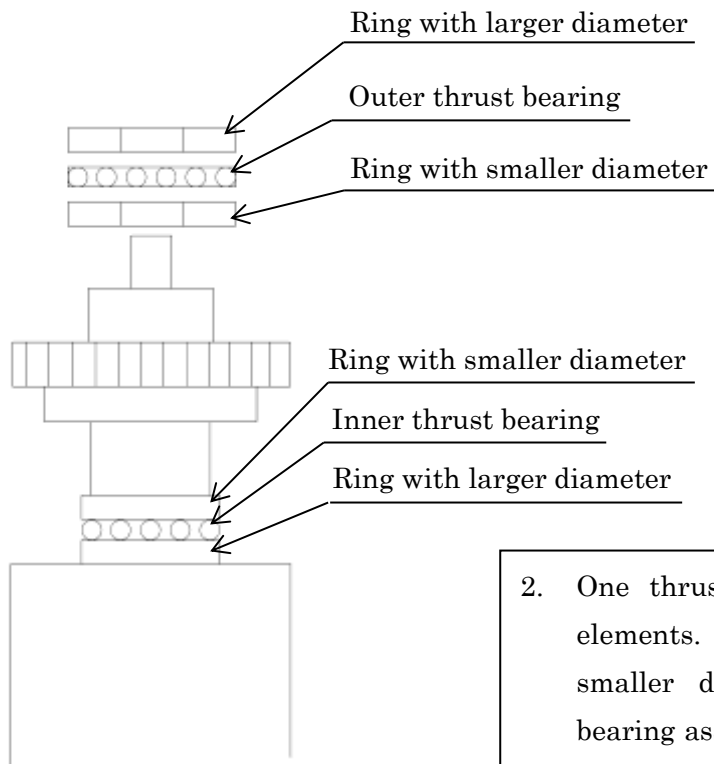 Ring with larger diameter
Outer thrust bearing
Ring with smaller diameter
Ring with smaller diameter
Inner thrust bearing
Ring with larger diameter
2. One thrus
elements.
smaller d
bearing as